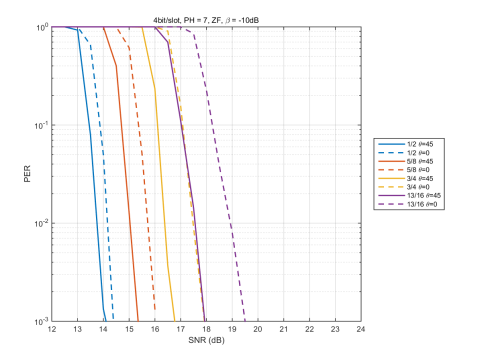 4bit/slot, PH = 7, ZF, β = -10dB
10^0
10^-1
10^-2
10^-3
PER
12 13 14 15 16 17 18 19 20 21 22 23 24
SNR (dB)
1/2 θ=45
1/2 θ=0
5/8 θ=45
5/8 θ=0
3/4 θ=45
3/4 θ=0
13/16 θ=45
13/16 θ=0